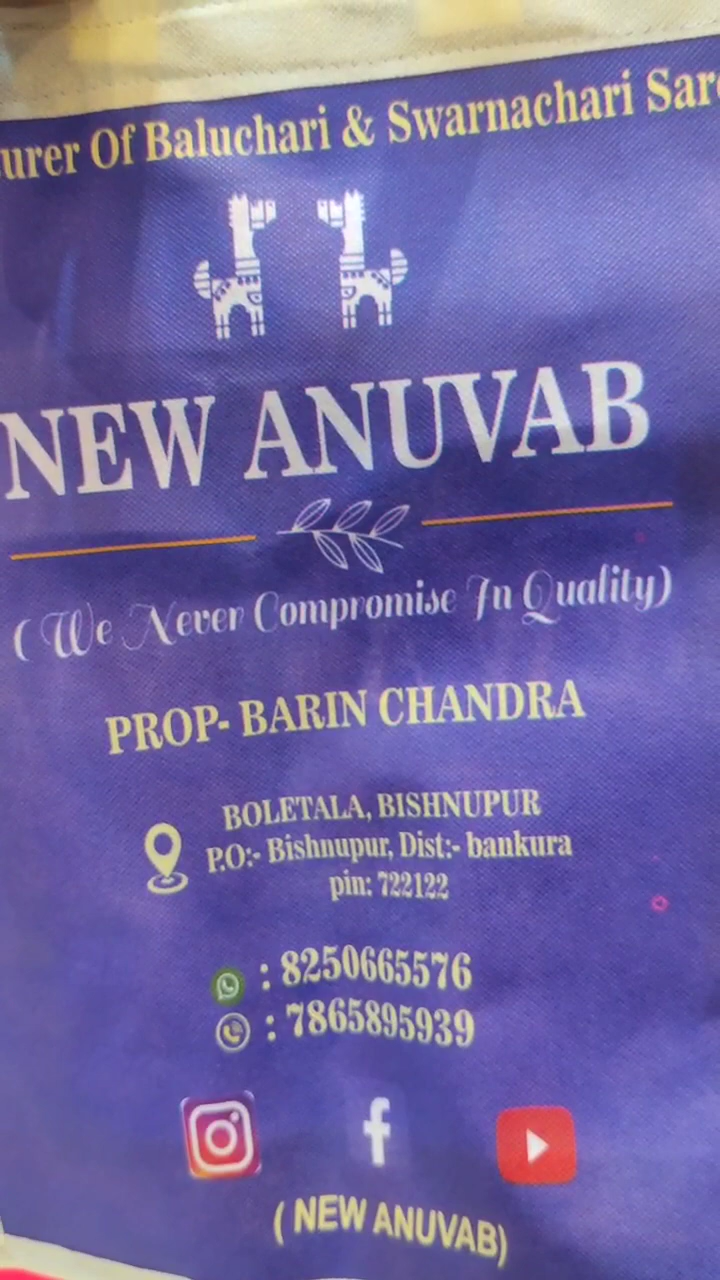 urer Of Baluchari & Swarnachari Sar
NEW ANUVAB
( We Never Compromise In Quality)
PROP- BARIN CHANDRA
BOLETALA, BISHNUPUR
P.O:- Bishnupur, Dist:- bankura
pin: 722122
: 8250665576
: 7865895939
( NEW ANUVAB)